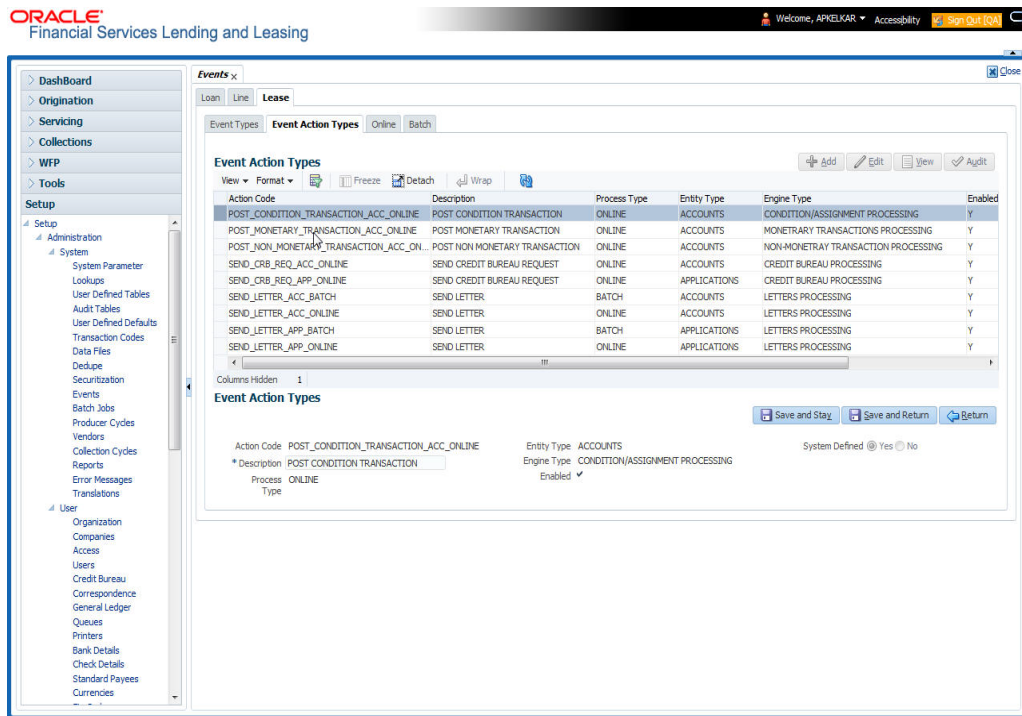 ORACLE®
Financial Services Lending and Leasing
Welcome, APKELKAR Accessibility Sign Out [QA]
DashBoard
Origination
Servicing
Collections
WFP
Tools
Setup
Setup
Administration
System
System Parameter
Lookups
User Defined Tables
Audit Tables
User Defined Defaults
Transaction Codes
Data Files
Dedupe
Securitization
Events
Batch Jobs
Producer Cycles
Vendors
Collection Cycles
Reports
Error Messages
Translations
User
Organization
Companies
Access
Users
Credit Bureau
Correspondence
General Ledger
Queues
Printers
Bank Details
Check Details
Standard Payees
Currencies
Events x
Close
Loan Line Lease
Event Types Event Action Types Online Batch
Event Action Types
Add Edit View Audit
View Format Freeze Detach Wrap
Action Code Description Process Type Entity Type Engine Type Enabled
POST_CONDITION_TRANSACTION_ACC_ONLINE POST CONDITION TRANSACTION ONLINE ACCOUNTS CONDITION/ASSIGNMENT PROCESSING Y
POST_MONETARY_TRANSACTION_ACC_ONLINE POST MONETARY TRANSACTION ONLINE ACCOUNTS MONETRARY TRANSACTIONS PROCESSING Y
POST_NON_MONETARY_TRANSACTION_ACC_ON... POST NON MONETARY TRANSACTION ONLINE ACCOUNTS NON-MONETRAY TRANSACTION PROCESSING Y
SEND_CRB_REQ_ACC_ONLINE SEND CREDIT BUREAU REQUEST ONLINE ACCOUNTS CREDIT BUREAU PROCESSING Y
SEND_CRB_REQ_APP_ONLINE SEND CREDIT BUREAU REQUEST ONLINE APPLICATIONS CREDIT BUREAU PROCESSING Y
SEND_LETTER_ACC_BATCH SEND LETTER BATCH ACCOUNTS LETTERS PROCESSING Y
SEND_LETTER_ACC_ONLINE SEND LETTER ONLINE ACCOUNTS LETTERS PROCESSING Y
SEND_LETTER_APP_BATCH SEND LETTER BATCH APPLICATIONS LETTERS PROCESSING Y
SEND_LETTER_APP_ONLINE SEND LETTER ONLINE APPLICATIONS LETTERS PROCESSING Y
Columns Hidden 1
Event Action Types
Save and Stay Save and Return Return
Action Code POST_CONDITION_TRANSACTION_ACC_ONLINE Entity Type ACCOUNTS System Defined Yes No
* Description POST CONDITION TRANSACTION Engine Type CONDITION/ASSIGNMENT PROCESSING
Process Type ONLINE Enabled